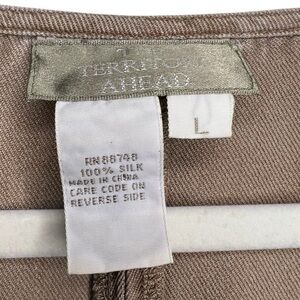 TERRITORY
AHEAD
L
RN88748
100% SILK
MADE IN CHINA
CARE CODE ON
REVERSE SIDE